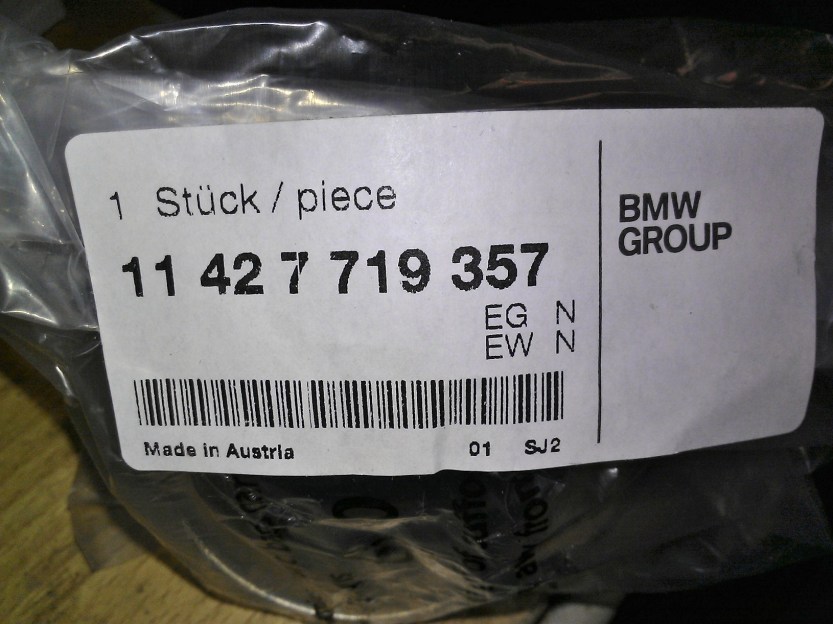 1 Stück / piece
11 42 7 719 357
EG N
EW N
Made in Austria 01 SJ2
BMW
GROUP